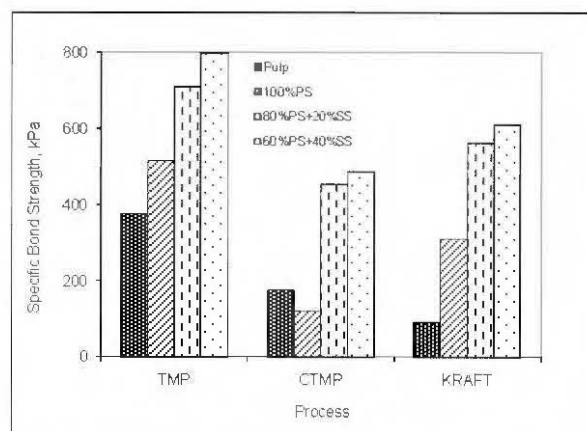 800
600
400
200
0
Specific Bond Strength, kPa
Pulp
100%PS
80%PS+20%SS
60%PS+40%SS
TMP CTMP KRAFT
Process